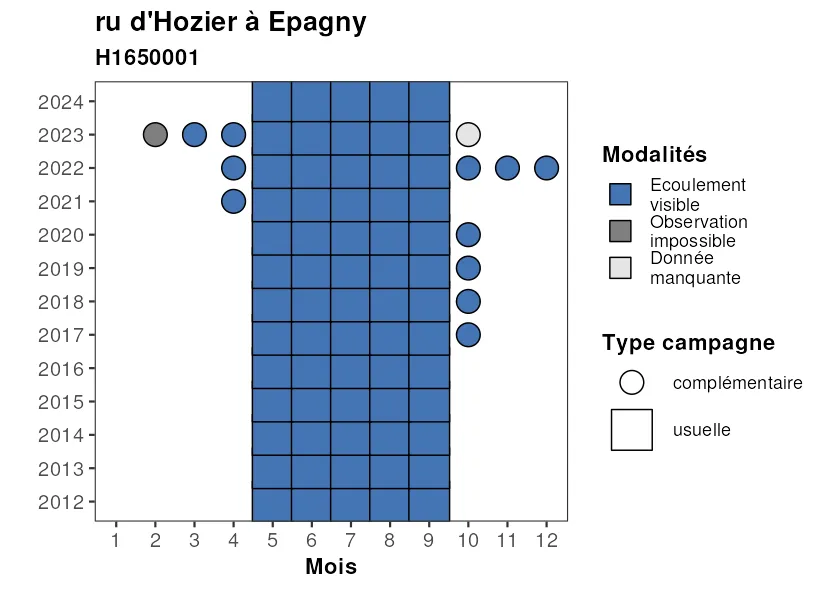 ru d'Hozier à Epagny
H1650001
2024
2023
2022
2021
2020
2019
2018
2017
2016
2015
2014
2013
2012
1 2 3 4 5 6 7 8 9 10 11 12
Mois
Modalités
Ecoulement
visible
Observation
impossible
Donnée
manquante
Type campagne
complémentaire
usuelle